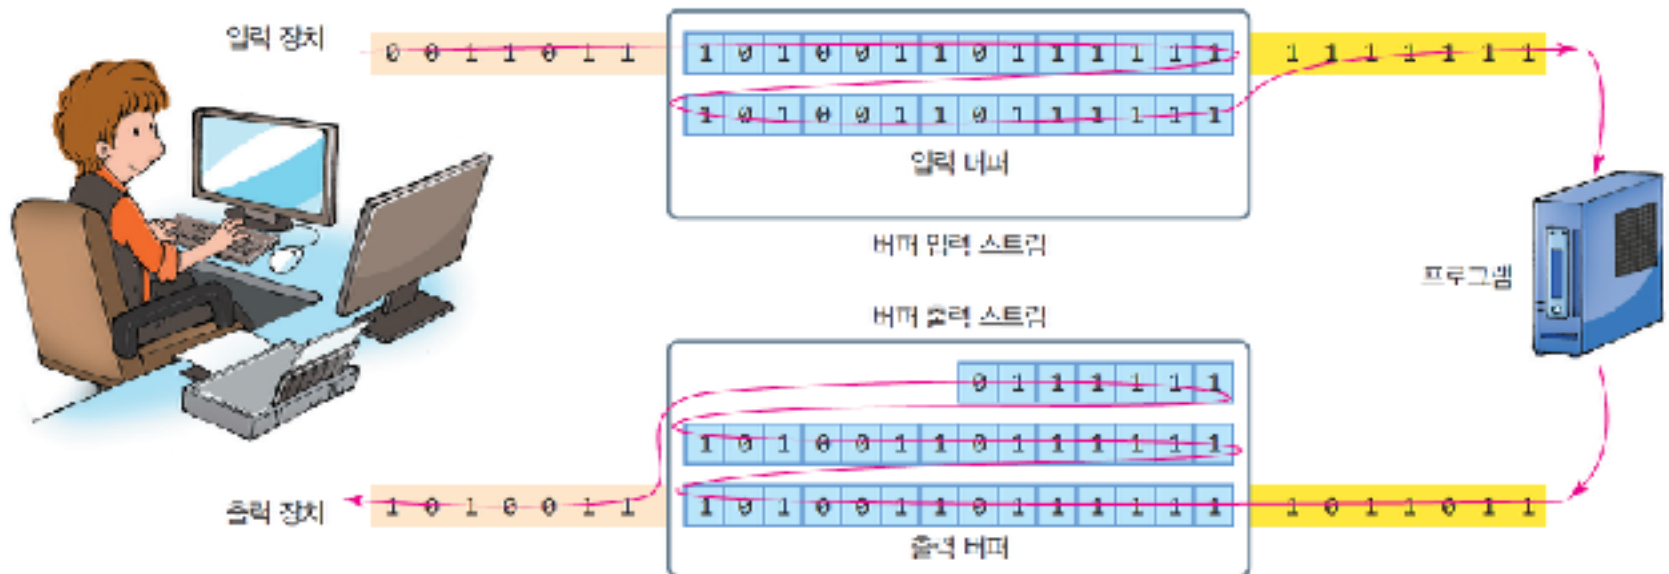 입력 장치
0 0 1 1 0 1 1 1 0 1 0 0 1 1 0 1 1 1 1 1 1 1 1 1 1 1 1 1
1 0 1 0 0 1 1 0 1 1 1 1 1 1
입력 버퍼
버퍼 입력 스트림
프로그램
버퍼 출력 스트림
0 1 1 1 1 1 1
1 0 1 0 0 1 1 0 1 1 1 1 1 1
출력 장치
1 0 1 0 0 1 1 1 0 1 0 0 1 1 0 1 1 1 1 1 1 1 0 1 1 0 1 1
출력 버퍼